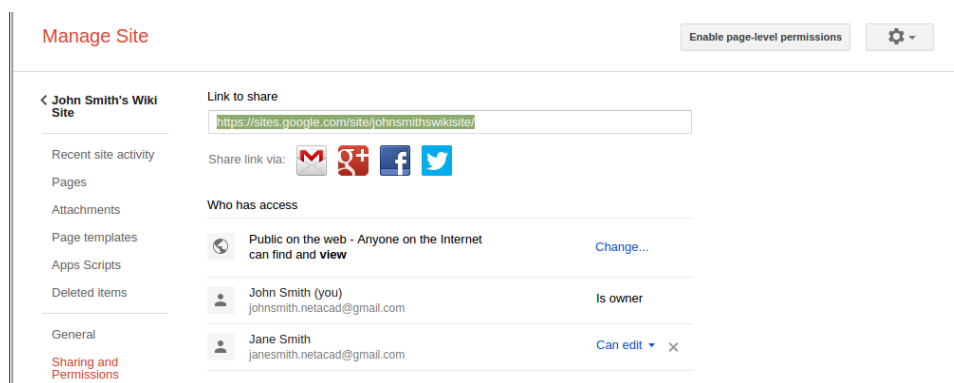 Manage Site
Enable page-level permissions
John Smith's Wiki
Site
Recent site activity
Pages
Attachments
Page templates
Apps Scripts
Deleted items
General
Sharing and
Permissions
Link to share
https://sites.google.com/site/johnsmithswikisite/
Share link via:
Who has access
Public on the web - Anyone on the Internet
can find and view
Change...
John Smith (you)
johnsmith.netacad@gmail.com
Is owner
Jane Smith
janesmith.netacad@gmail.com
Can edit